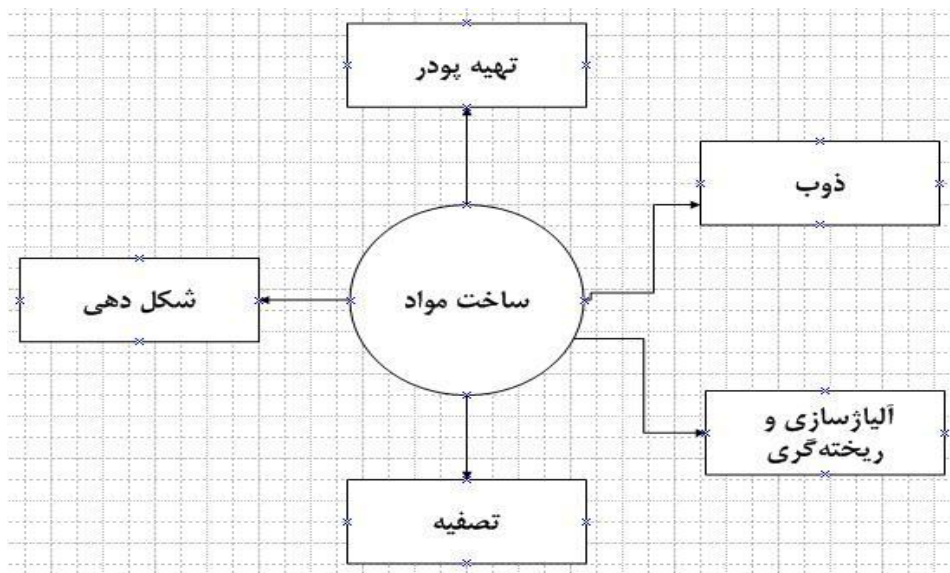 تهیه پودر
ذوب
ساخت مواد
شکل دهی
آلیاژسازی و
ریخته‌گری
تصفیه